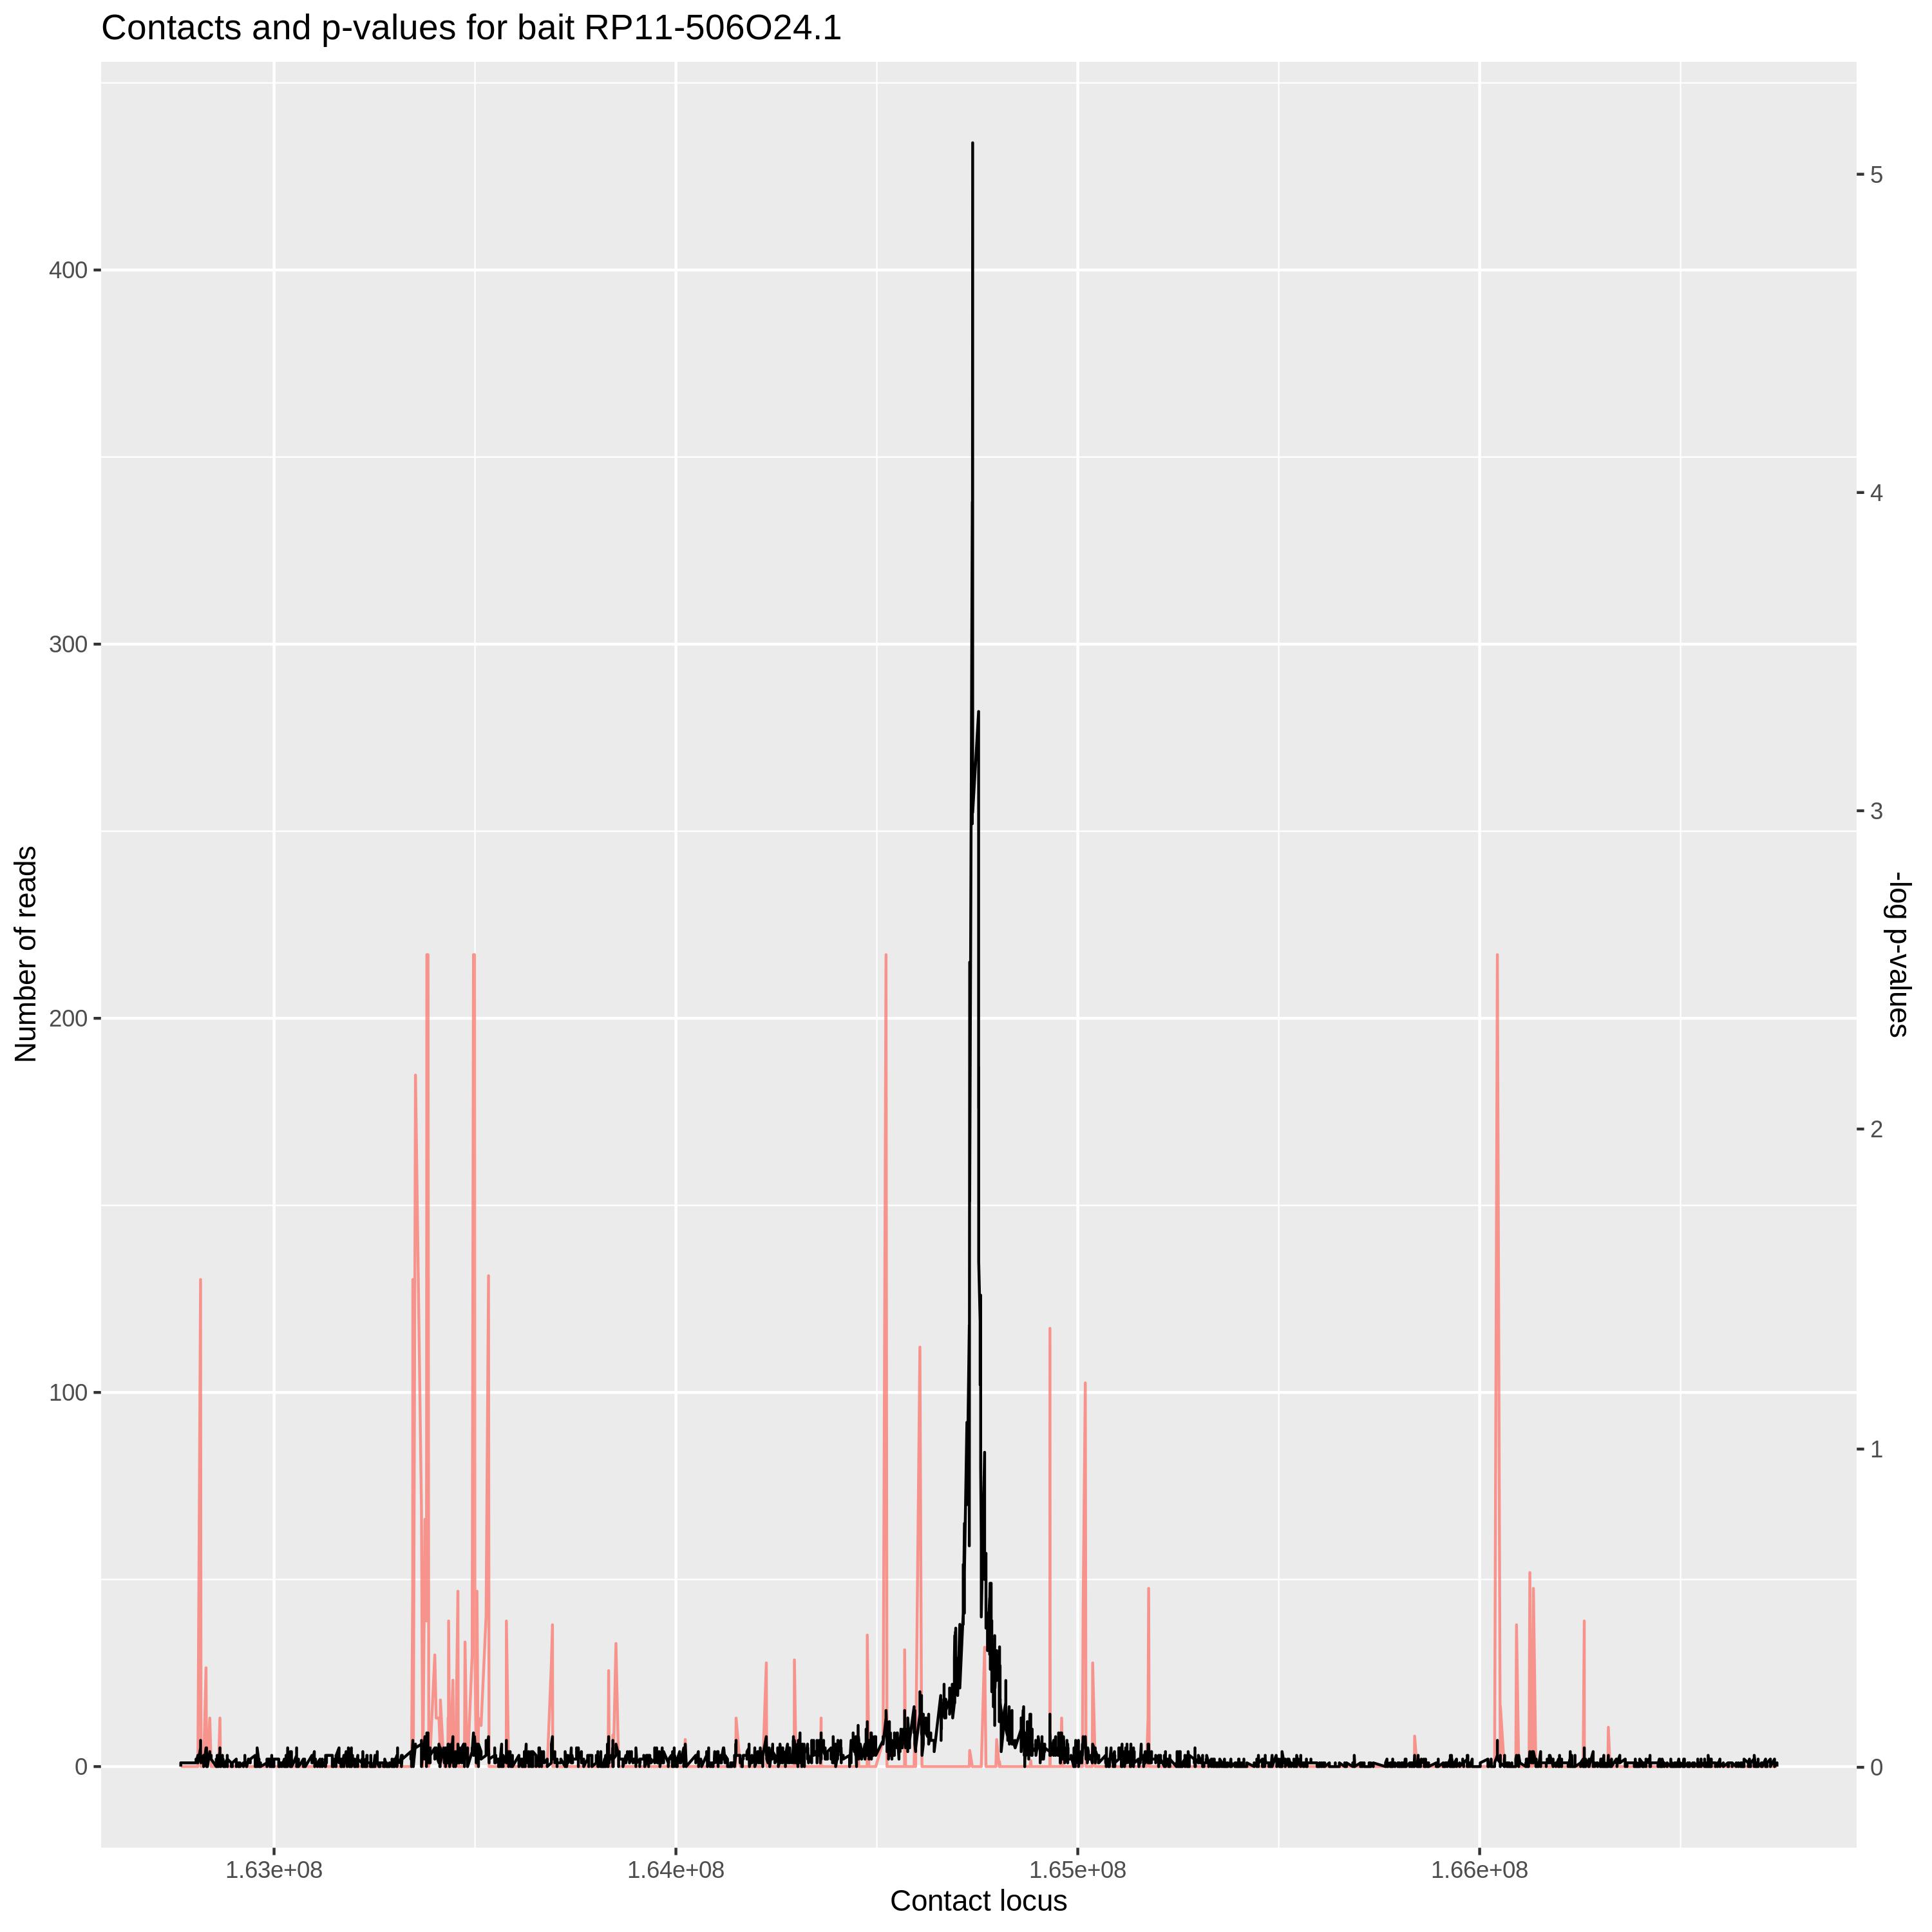 Contacts and p-values for bait RP11-506O24.1
Number of reads
400
300
200
100
0
5
4
3
2
1
0
-log p-values
1.63e+08
1.64e+08
1.65e+08
1.66e+08
Contact locus